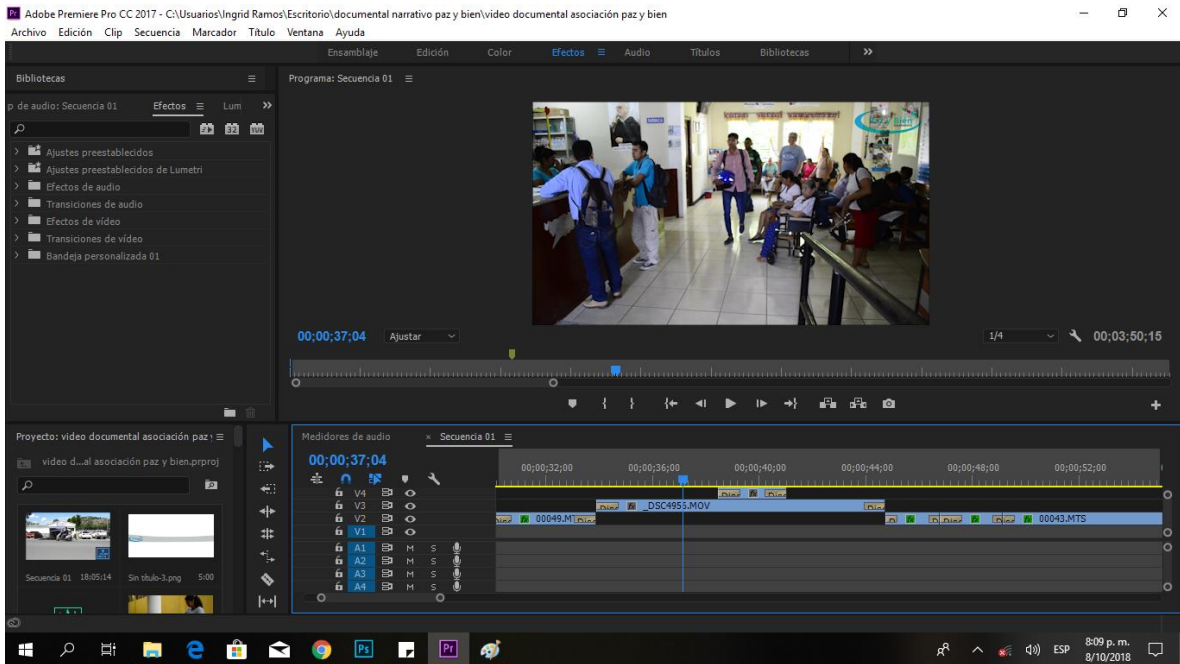 Adobe Premiere Pro CC 2017 - C:\Usuarios\Ingrid Ramos\Escritorio\documental narrativo paz y bien\video documental asociación paz y bien
Archivo Edición Clip Secuencia Marcador Título Ventana Ayuda
Ensamblaje Edición Color Efectos Audio Títulos Bibliotecas
Bibliotecas
Programa: Secuencia 01
p de audio: Secuencia 01 Efectos Lum
32 YUV
Ajustes preestablecidos
Ajustes preestablecidos de Lumetri
Efectos de audio
Transiciones de audio
Efectos de vídeo
Transiciones de vídeo
Bandeja personalizada 01
00;00;37;04 Ajustar 1/4 00;03;50;15
Proyecto: video documental asociación paz y
video d...al asociación paz y bien.prproj
Secuencia 01 18;05;14
Sin título-3.png 5:00
Medidores de audio × Secuencia 01
00;00;37;04
00;00;32;00 00;00;36;00 00;00;40;00 00;00;44;00 00;00;48;00 00;00;52;00
V4
V3 _DSC4955.MOV
V2 00049.MT 00043.MTS
V1
A1 M S
A2 M S
A3 M S
A4 M S
Ps Pr ESP
8:09 p. m.
8/10/2018